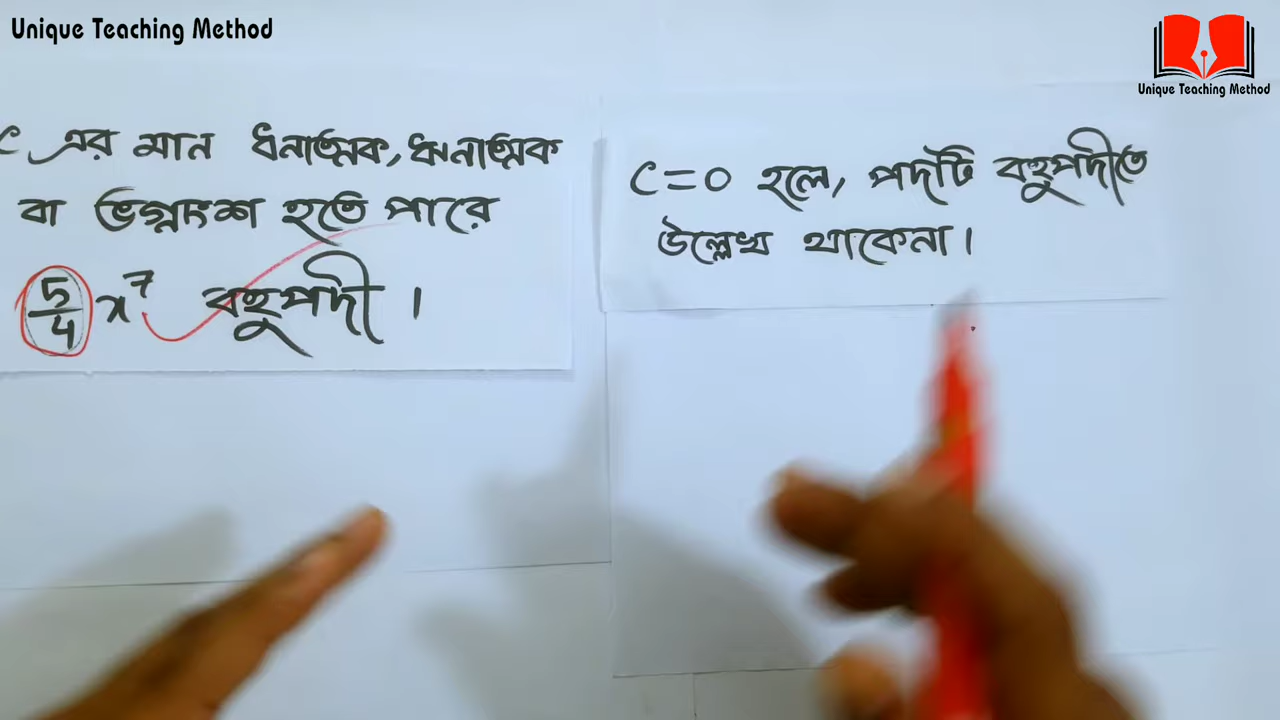 Unique Teaching Method
Unique Teaching Method
c এর মান ধনাত্মক, ঋনাত্মক
বা ভগ্নাংশ হতে পারে
5/4 x^7 বহুপদী ।
c = 0 হলে, পদটি বহুপদীতে
উল্লেখ থাকেনা।